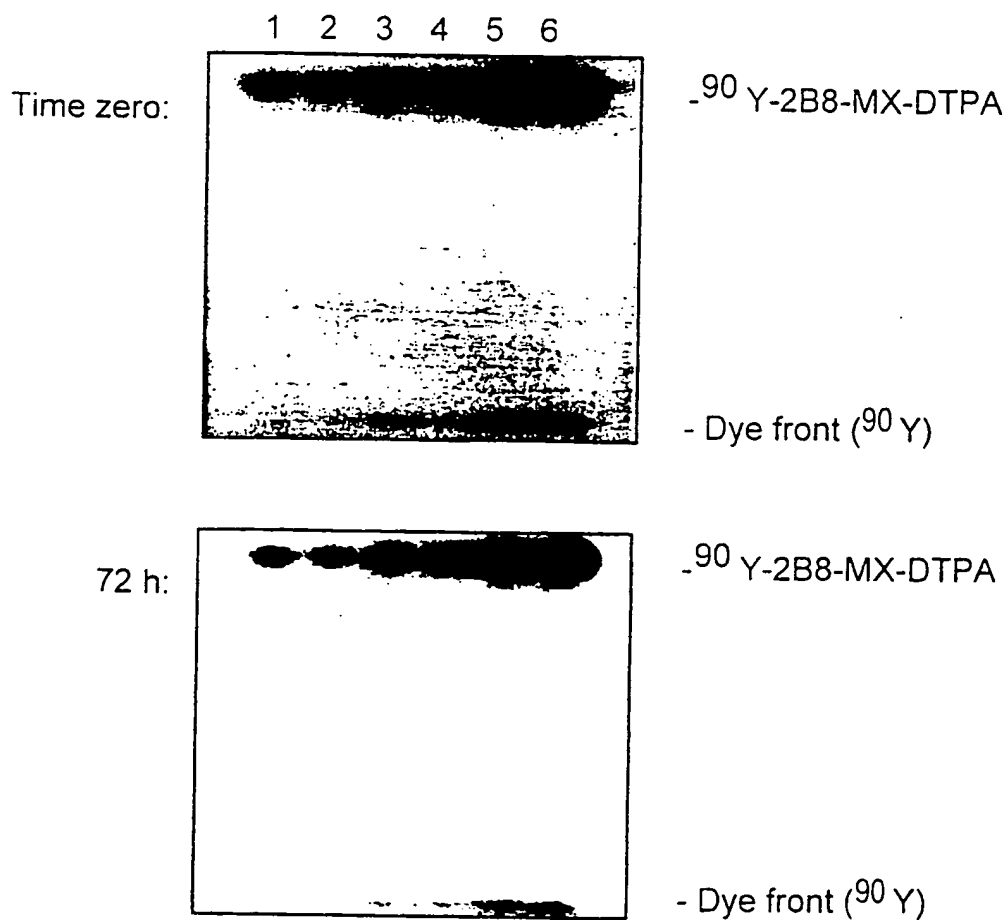 1 2 3 4 5 6
Time zero:
-90 Y-2B8-MX-DTPA
- Dye front (90 Y)
72 h:
-90 Y-2B8-MX-DTPA
- Dye front (90 Y)